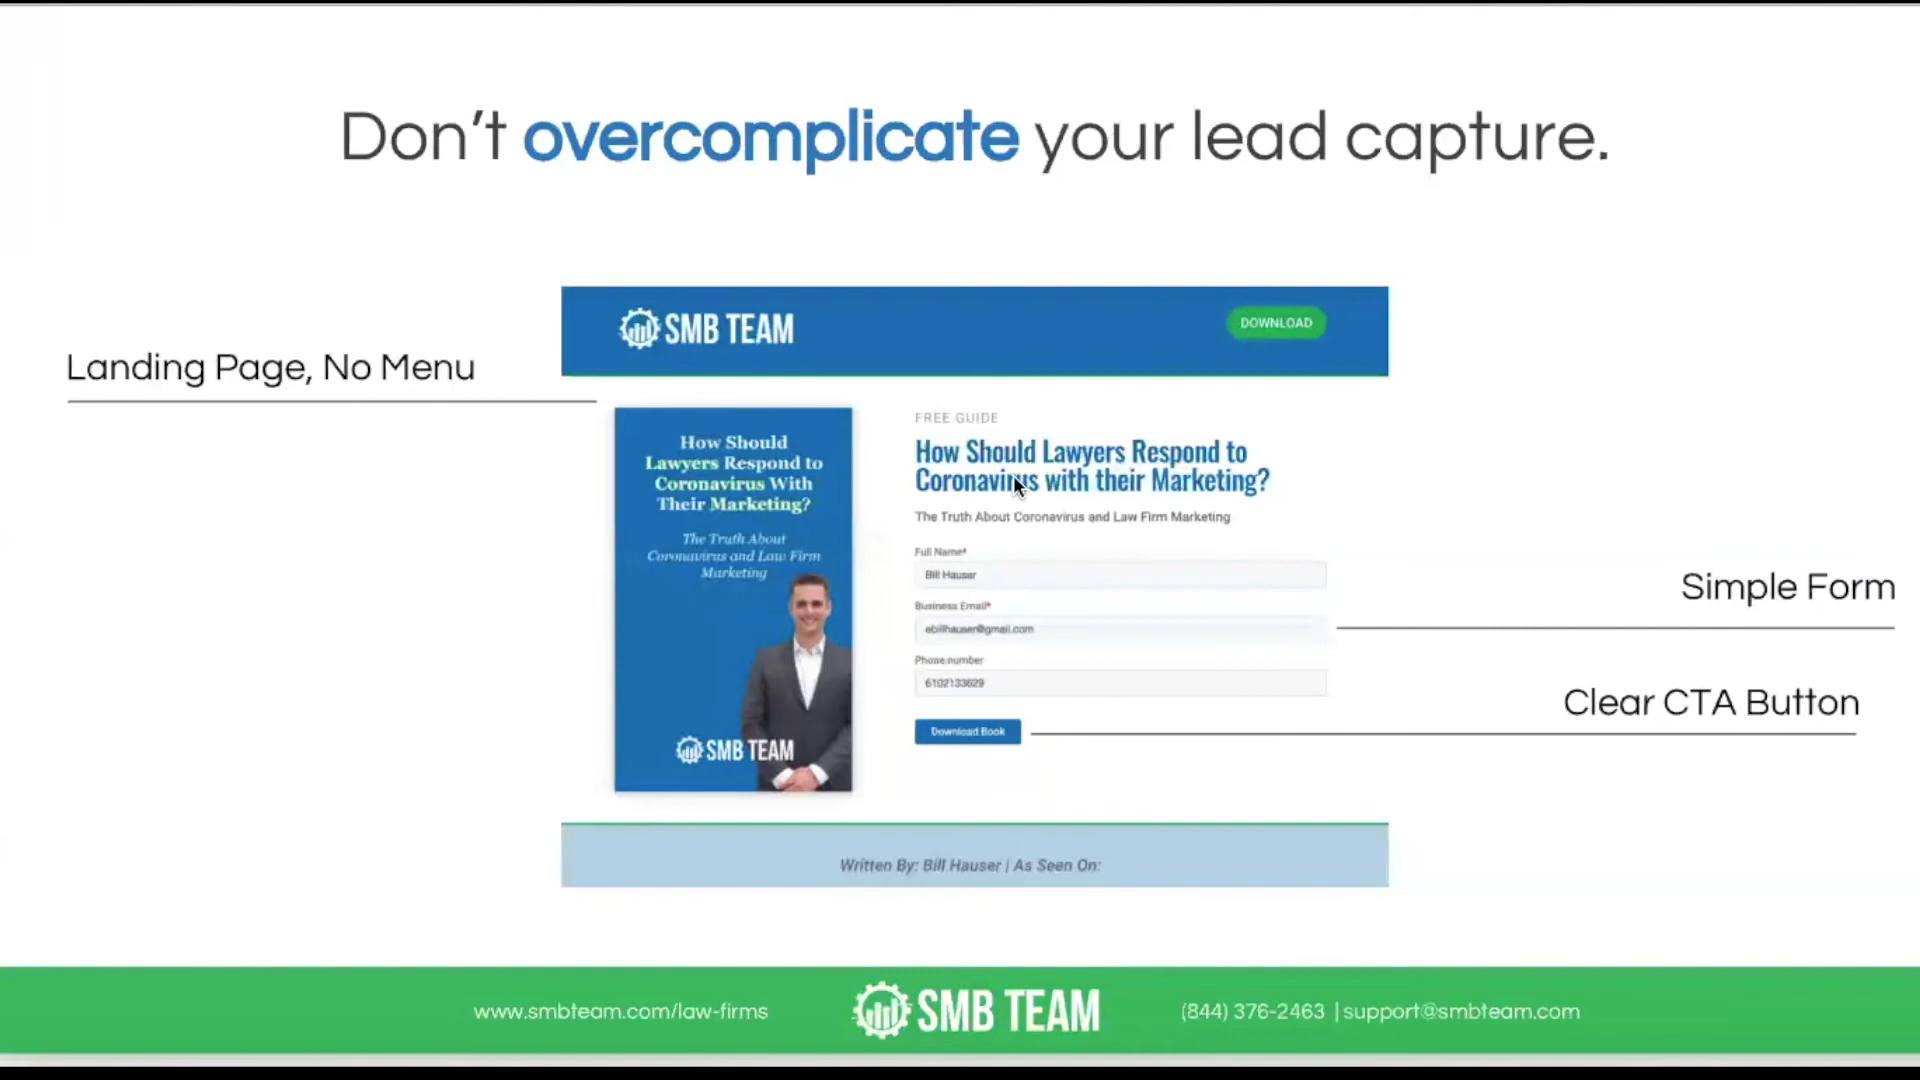 Don't overcomplicate your lead capture.
SMB TEAM
DOWNLOAD
Landing Page, No Menu
How Should
Lawyers Respond to
Coronavirus With
Their Marketing?
The Truth About
Coronavirus and Law Firm
Marketing
SMB TEAM
FREE GUIDE
How Should Lawyers Respond to
Coronavirus with their Marketing?
The Truth About Coronavirus and Law Firm Marketing
Full Name*
Bill Hauser
Business Email*
ebillhauser@gmail.com
Phone number
6102133629
Download Book
Simple Form
Clear CTA Button
Written By: Bill Hauser | As Seen On:
www.smbteam.com/law-firms
SMB TEAM
(844) 376-2463 | support@smbteam.com